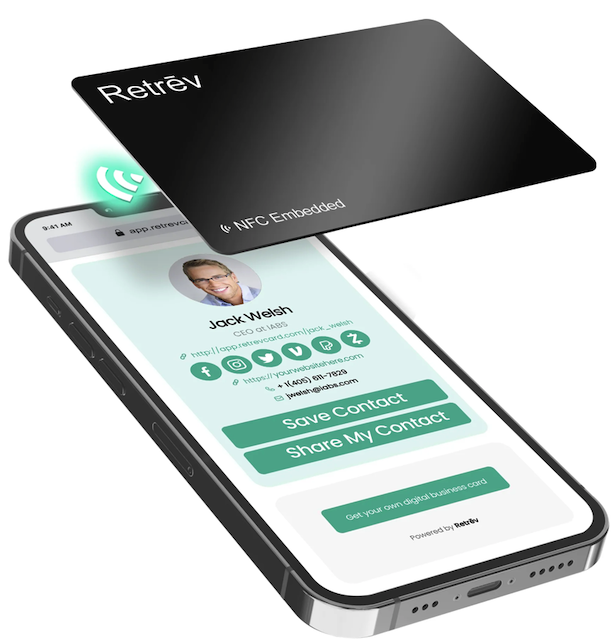 Retrēv
NFC Embedded
9:41 AM
app.retrevc
Jack Welsh
CEO at IABS
http://app.retrevcard.com/jack_welsh
https://yourwebsitehere.com
+ 1(405) 611-7829
jwelsh@iabs.com
Save Contact
Share My Contact
Get your own digital business card
Powered by Retrēv